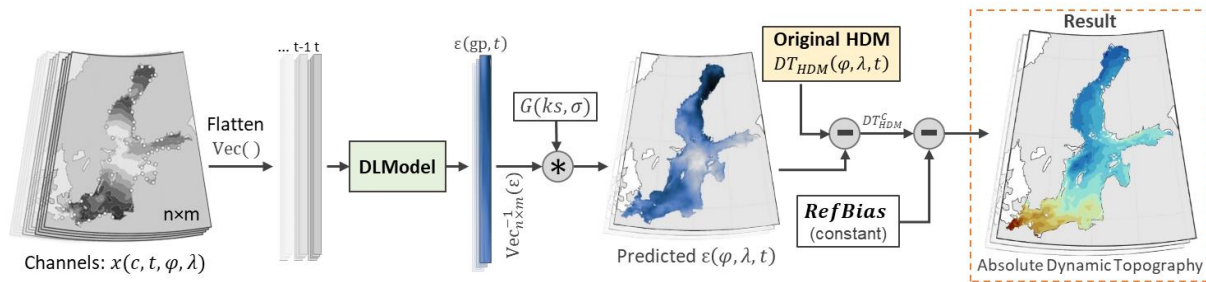 n×m
Channels: x(c, t, φ, λ)
Flatten
Vec( )
... t-1 t
DLModel
ε(gp, t)
Vec⁻¹ₙₓₘ(ε)
G(ks, σ)
*
Predicted ε(φ, λ, t)
Original HDM
DT_HDM(φ, λ, t)
−
DT^C_HDM
−
RefBias
(constant)
Result
Absolute Dynamic Topography